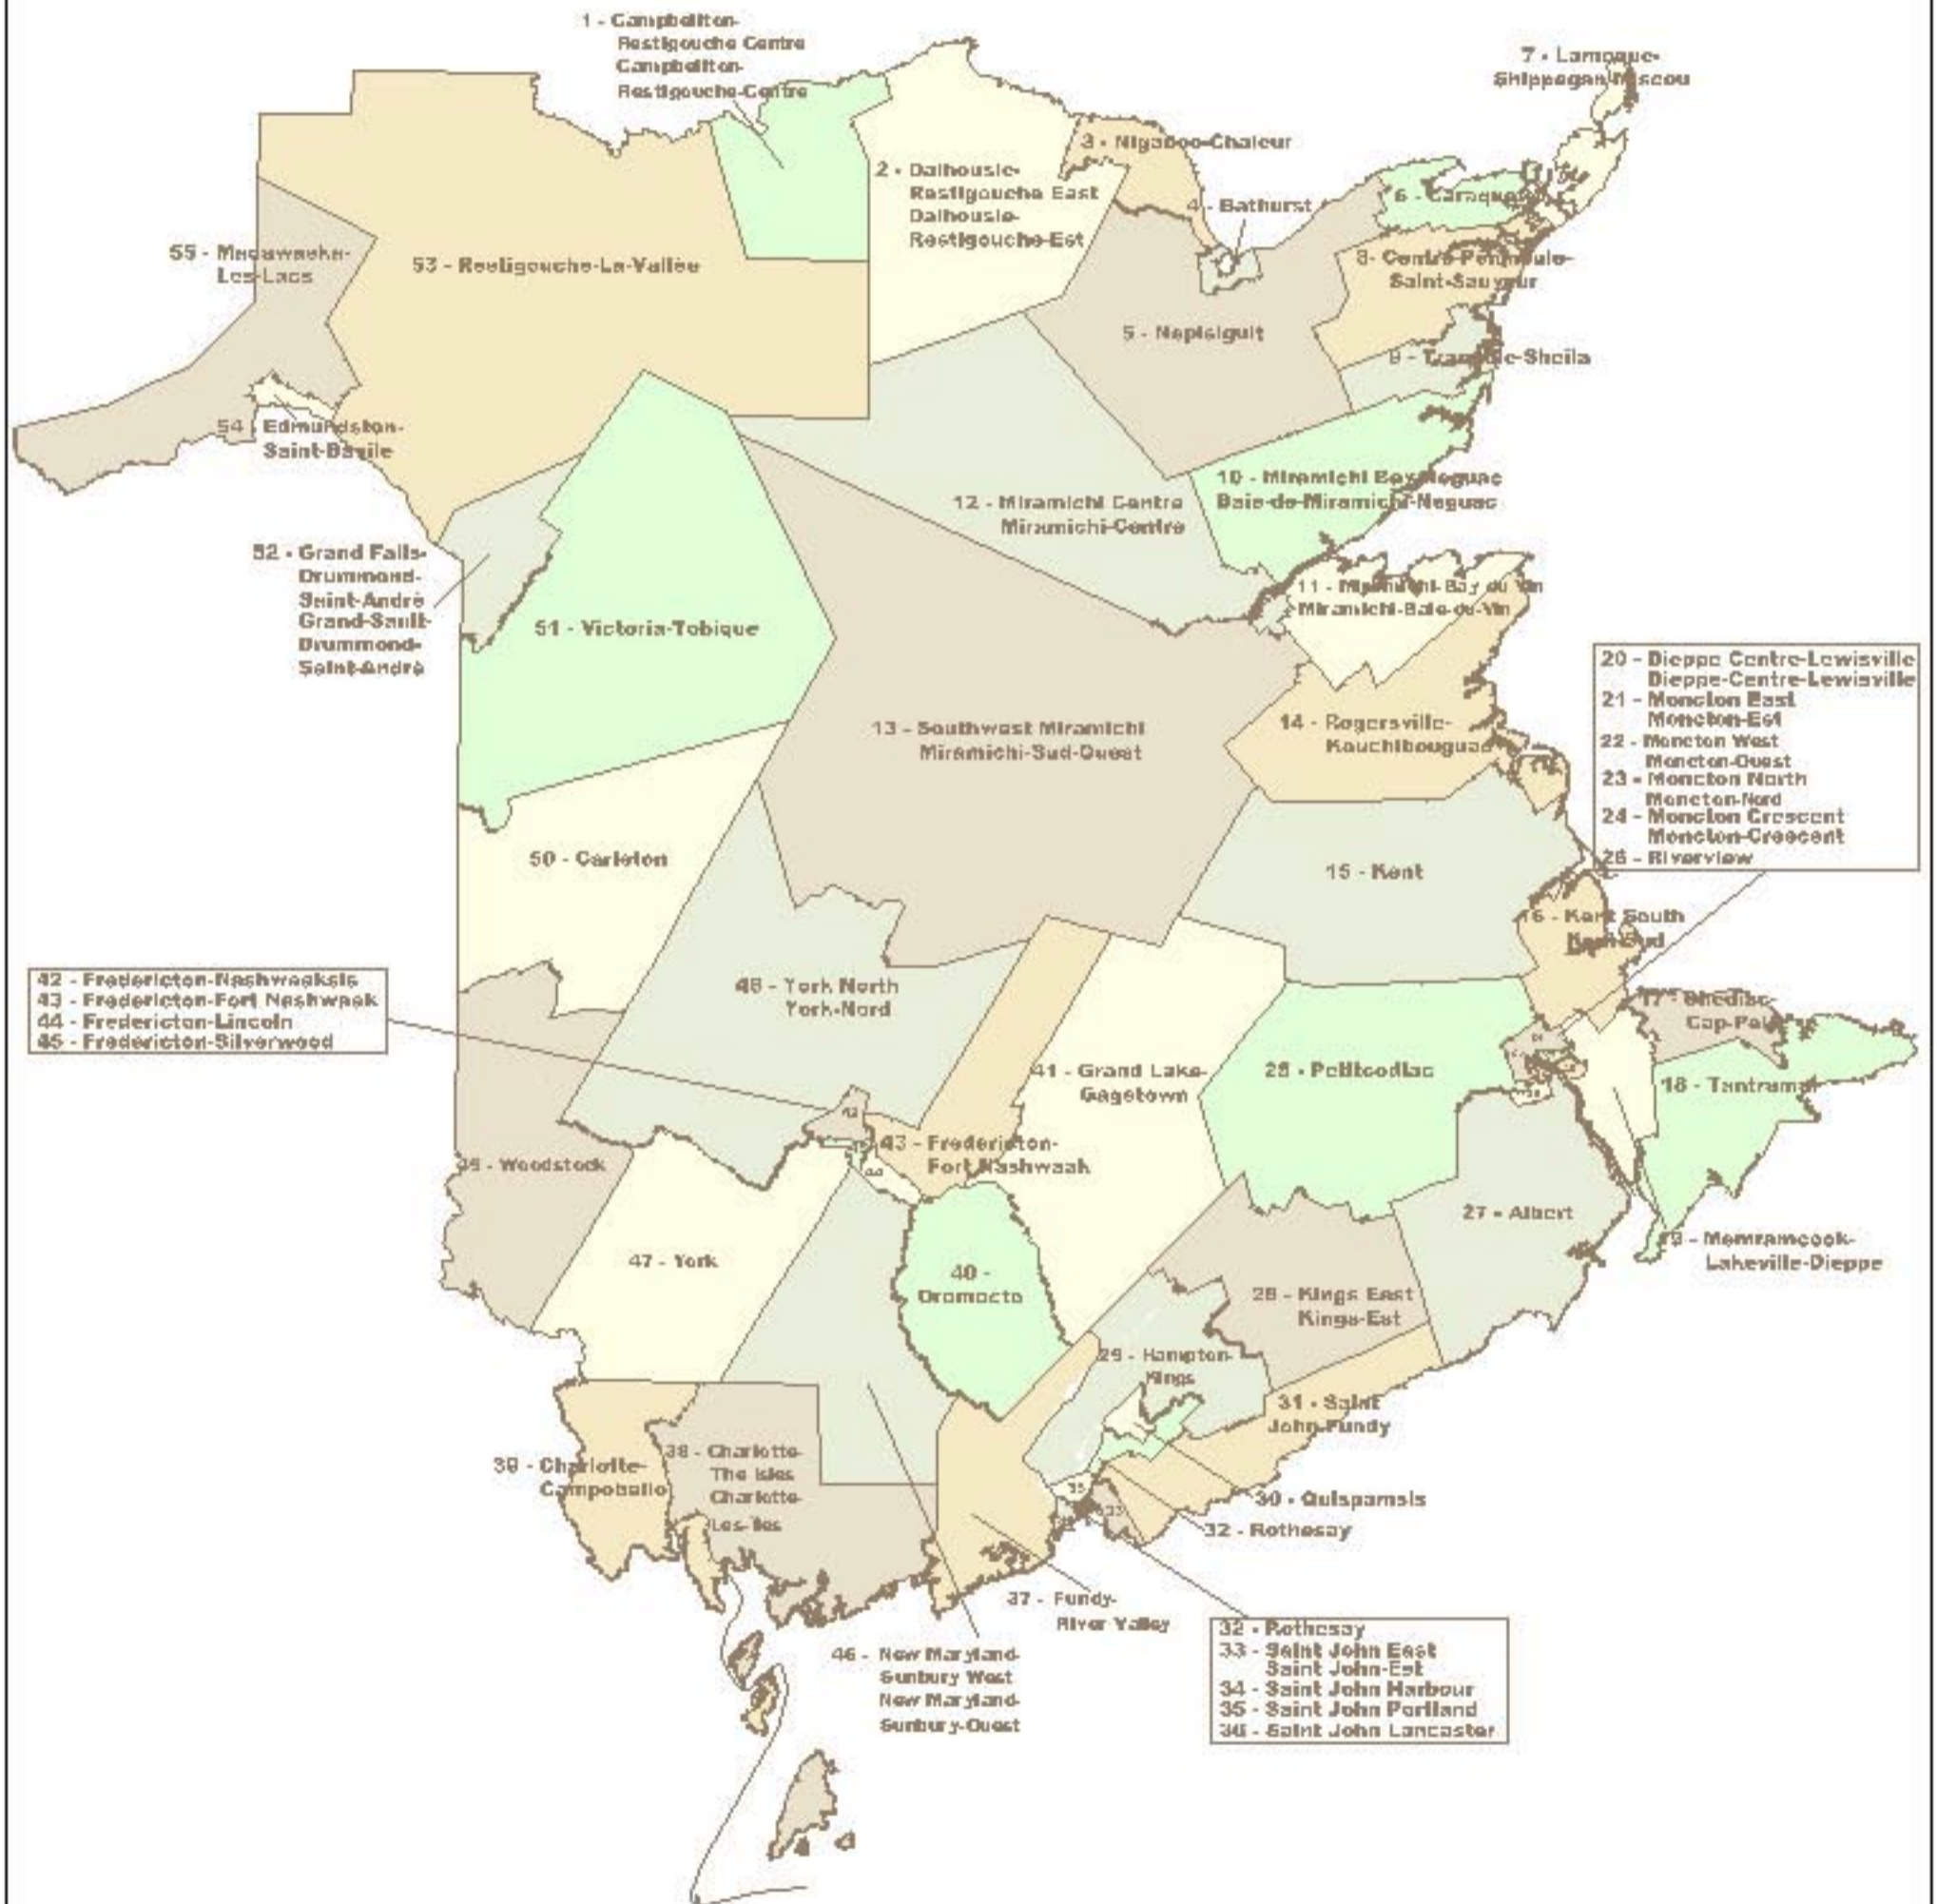 1 - Campbellton-
Restigouche Centre
Campbellton-
Restigouche-Centre
7 - Lameque-
Shippagan-Miscou
3 - Nigadoo-Chaleur
2 - Dalhousie-
Restigouche East
Dalhousie-
Restigouche-Est
4 - Bathurst
6 - Caraquet
55 - Madawaska-
Les-Lacs
53 - Restigouche-La-Vallée
8 - Centre-Péninsule-
Saint-Sauveur
5 - Nepisiguit
9 - Tracadie-Sheila
54 - Edmundston-
Saint-Basile
10 - Miramichi Bay-Neguac
Baie-de-Miramichi-Neguac
12 - Miramichi Centre
Miramichi-Centre
52 - Grand Falls-
Drummond-
Saint-André
Grand-Sault-
Drummond-
Saint-André
11 - Miramichi-Bay du Vin
Miramichi-Baie-du-Vin
51 - Victoria-Tobique
20 - Dieppe Centre-Lewisville
Dieppe-Centre-Lewisville
21 - Moncton East
Moncton-Est
22 - Moncton West
Moncton-Ouest
23 - Moncton North
Moncton-Nord
24 - Moncton Crescent
Moncton-Crescent
26 - Riverview
13 - Southwest Miramichi
Miramichi-Sud-Ouest
14 - Rogersville-
Kouchibouguac
50 - Carleton
15 - Kent
16 - Kent South
Kent-Sud
42 - Fredericton-Nashwaaksis
43 - Fredericton-Fort Nashwaak
44 - Fredericton-Lincoln
45 - Fredericton-Silverwood
48 - York North
York-Nord
17 - Shediac-
Cap-Pelé
41 - Grand Lake-
Gagetown
25 - Petitcodiac
18 - Tantramar
42
43 - Fredericton-
Fort Nashwaak
44
49 - Woodstock
27 - Albert
19 - Memramcook-
Lakeville-Dieppe
47 - York
40 -
Oromocto
28 - Kings East
Kings-Est
29 - Hampton-
Kings
31 - Saint
John-Fundy
39 - Charlotte-
Campobello
38 - Charlotte-
The Isles
Charlotte-
Les-Îles
35
33
30 - Quispamsis
32 - Rothesay
37 - Fundy-
River Valley
46 - New Maryland-
Sunbury West
New Maryland-
Sunbury-Ouest
32 - Rothesay
33 - Saint John East
Saint John-Est
34 - Saint John Harbour
35 - Saint John Portland
36 - Saint John Lancaster